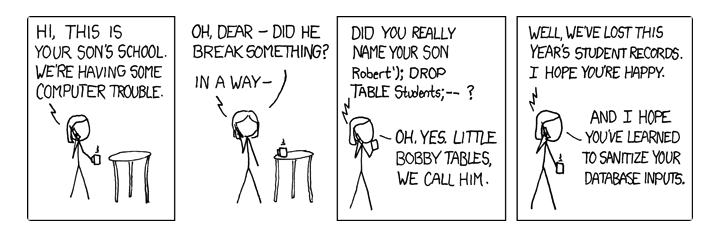 HI, THIS IS
YOUR SON'S SCHOOL.
WE'RE HAVING SOME
COMPUTER TROUBLE.
OH, DEAR – DID HE
BREAK SOMETHING?
IN A WAY–
DID YOU REALLY
NAME YOUR SON
Robert'); DROP
TABLE Students;-- ?
OH, YES. LITTLE
BOBBY TABLES,
WE CALL HIM.
WELL, WE'VE LOST THIS
YEAR'S STUDENT RECORDS.
I HOPE YOU'RE HAPPY.
AND I HOPE
YOU'VE LEARNED
TO SANITIZE YOUR
DATABASE INPUTS.